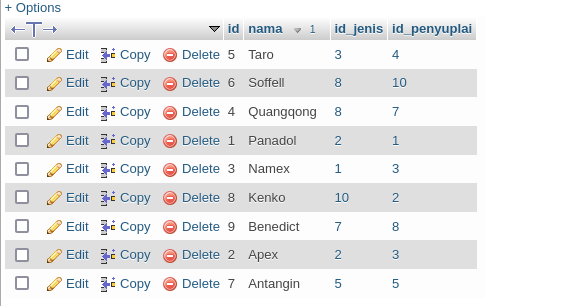 + Options
id nama 1 id_jenis id_penyuplai
Edit Copy Delete 5 Taro 3 4
Edit Copy Delete 6 Soffell 8 10
Edit Copy Delete 4 Quangqong 8 7
Edit Copy Delete 1 Panadol 2 1
Edit Copy Delete 3 Namex 1 3
Edit Copy Delete 8 Kenko 10 2
Edit Copy Delete 9 Benedict 7 8
Edit Copy Delete 2 Apex 2 3
Edit Copy Delete 7 Antangin 5 5